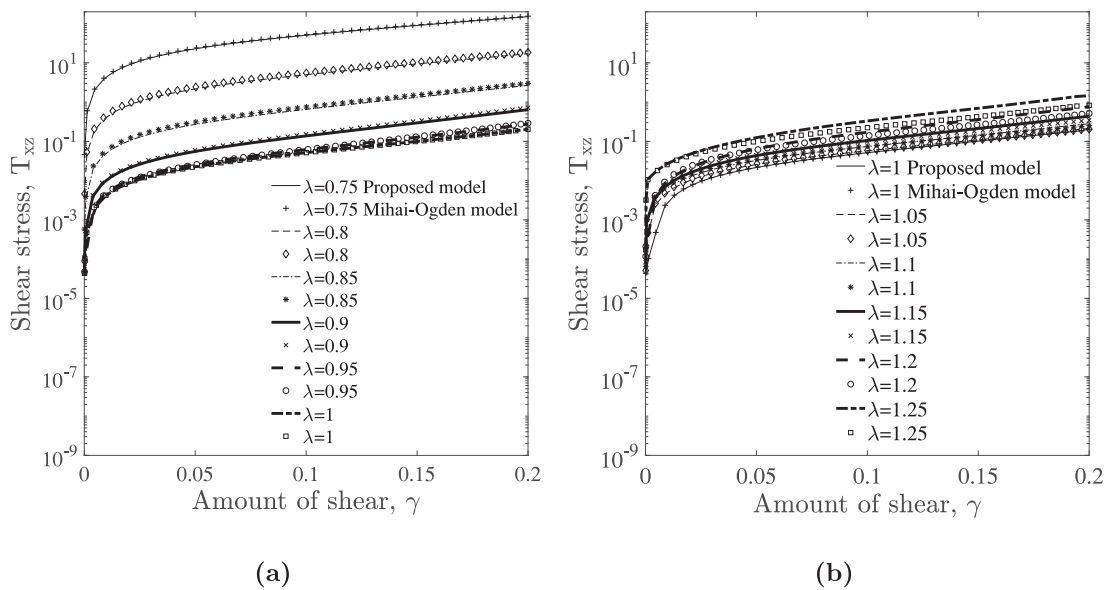 Shear stress, T_xz
10^1
10^-1
10^-3
10^-5
10^-7
10^-9
0 0.05 0.1 0.15 0.2
Amount of shear, γ
λ=0.75 Proposed model
λ=0.75 Mihai-Ogden model
λ=0.8
λ=0.8
λ=0.85
λ=0.85
λ=0.9
λ=0.9
λ=0.95
λ=0.95
λ=1
λ=1
(a)
Shear stress, T_xz
10^1
10^-1
10^-3
10^-5
10^-7
10^-9
0 0.05 0.1 0.15 0.2
Amount of shear, γ
λ=1 Proposed model
λ=1 Mihai-Ogden model
λ=1.05
λ=1.05
λ=1.1
λ=1.1
λ=1.15
λ=1.15
λ=1.2
λ=1.2
λ=1.25
λ=1.25
(b)